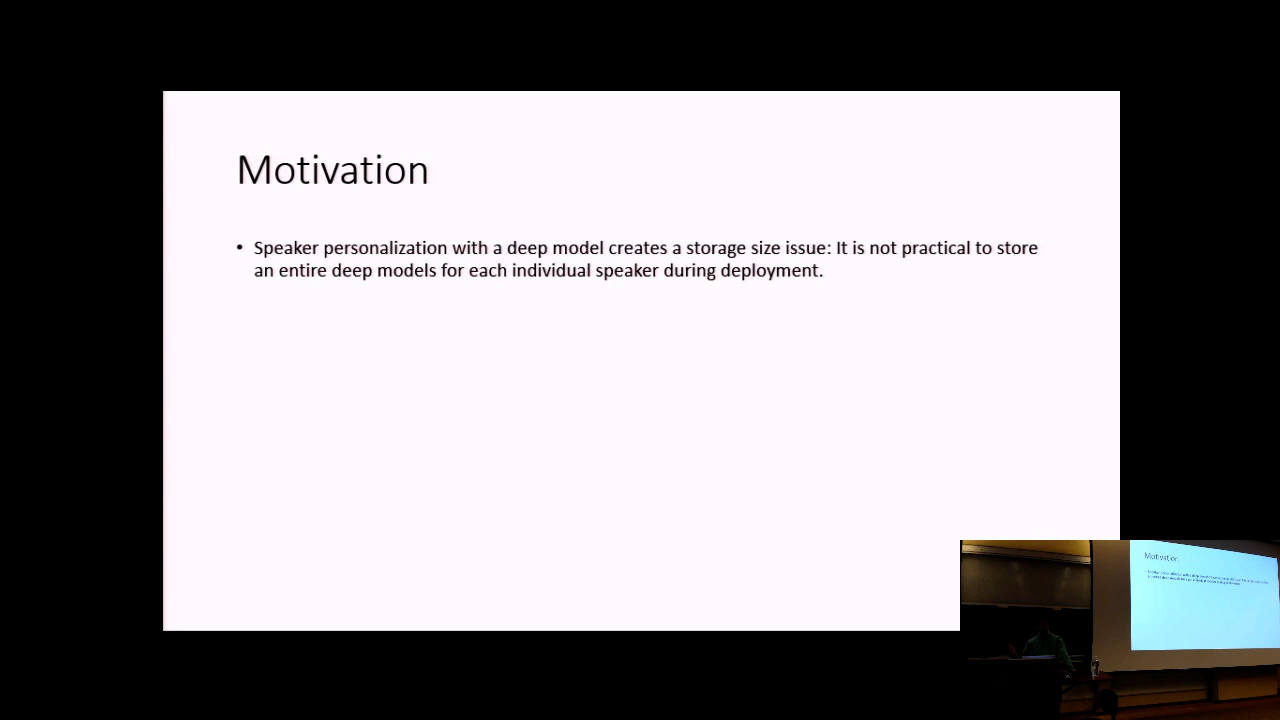 Motivation
• Speaker personalization with a deep model creates a storage size issue: It is not practical to store
an entire deep models for each individual speaker during deployment.
Motivation